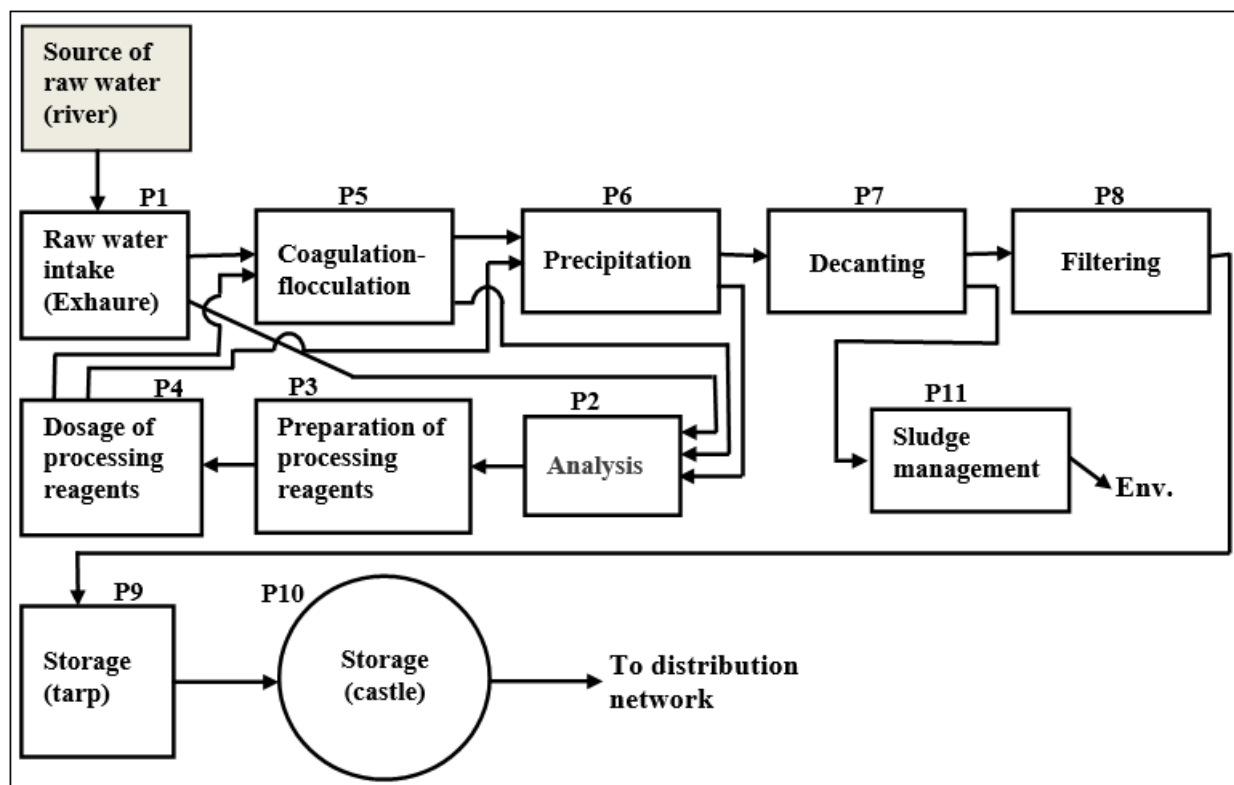 Source of
raw water
(river)
P1
Raw water
intake
(Exhaure)
P5
Coagulation-
flocculation
P6
Precipitation
P7
Decanting
P8
Filtering
P4
Dosage of
processing
reagents
P3
Preparation of
processing
reagents
P2
Analysis
P11
Sludge
management
Env.
P9
Storage
(tarp)
P10
Storage
(castle)
To distribution
network